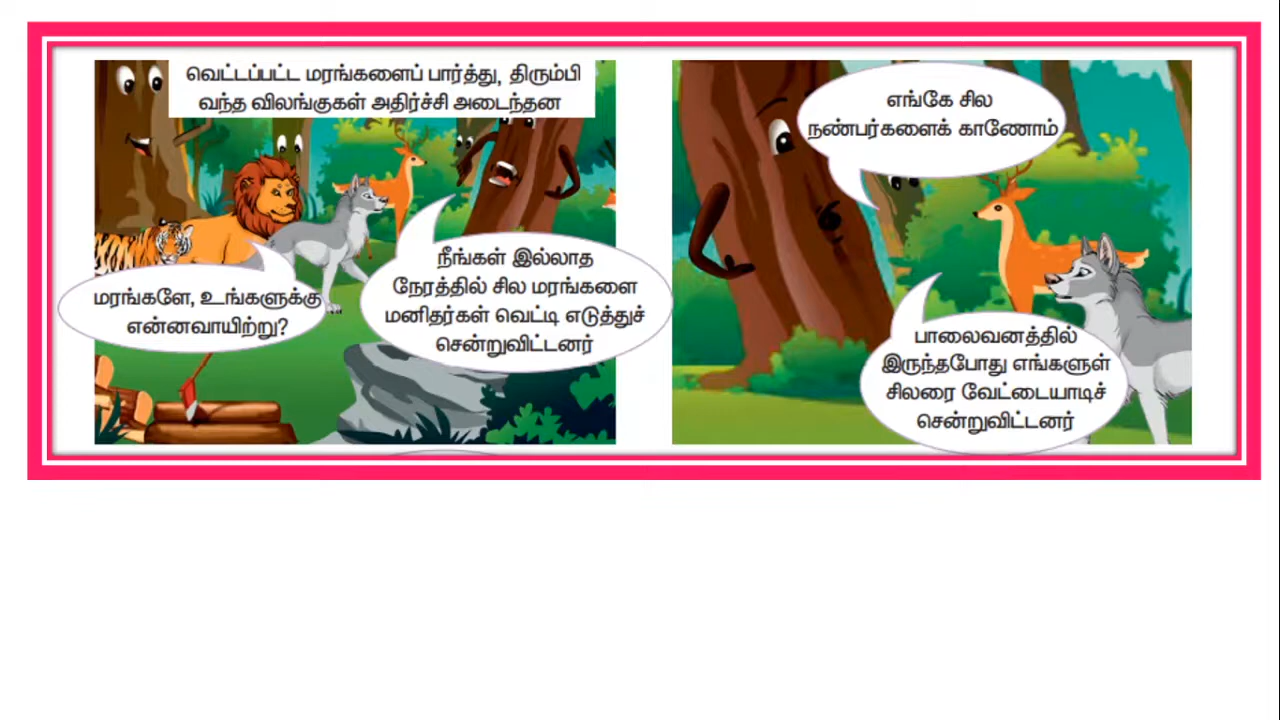 வெட்டப்பட்ட மரங்களைப் பார்த்து, திரும்பி
வந்த விலங்குகள் அதிர்ச்சி அடைந்தன
மரங்களே, உங்களுக்கு
என்னவாயிற்று?
நீங்கள் இல்லாத
நேரத்தில் சில மரங்களை
மனிதர்கள் வெட்டி எடுத்துச்
சென்றுவிட்டனர்
எங்கே சில
நண்பர்களைக் காணோம்
பாலைவனத்தில்
இருந்தபோது எங்களுள்
சிலரை வேட்டையாடிச்
சென்றுவிட்டனர்